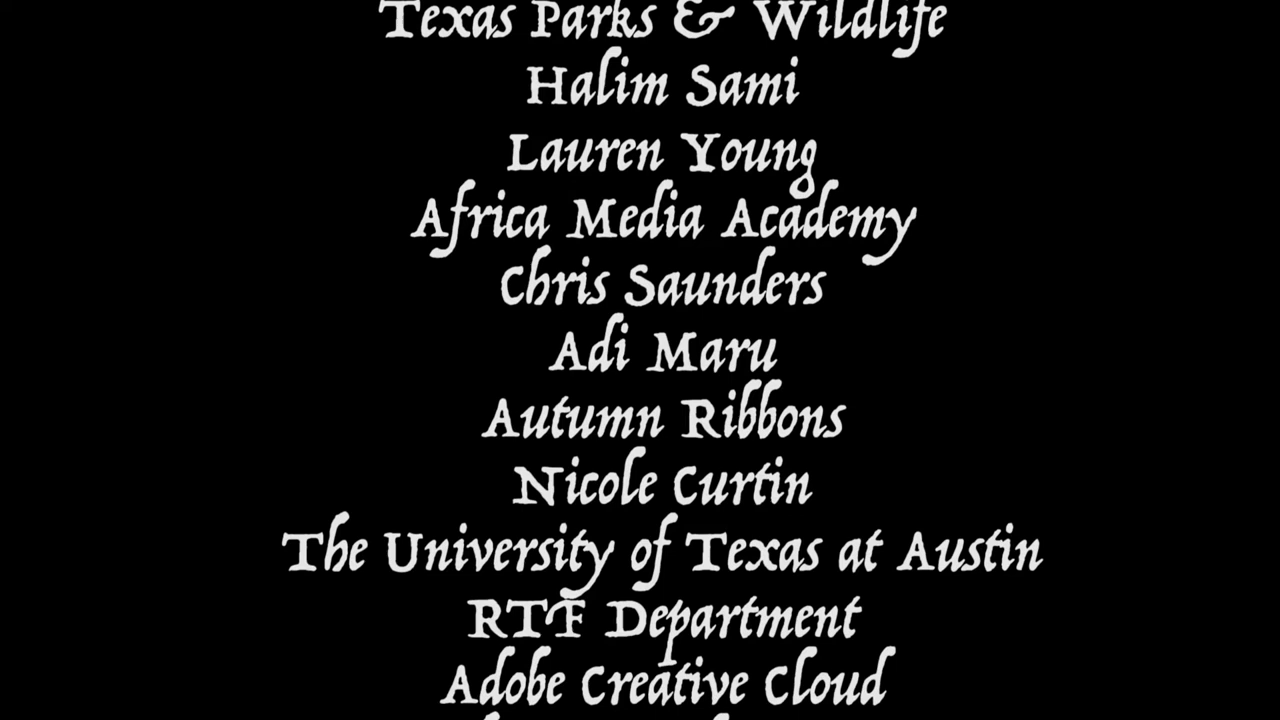 Texas Parks & Wildlife
Halim Sami
Lauren Young
Africa Media Academy
Chris Saunders
Adi Maru
Autumn Ribbons
Nicole Curtin
The University of Texas at Austin
RTF Department
Adobe Creative Cloud